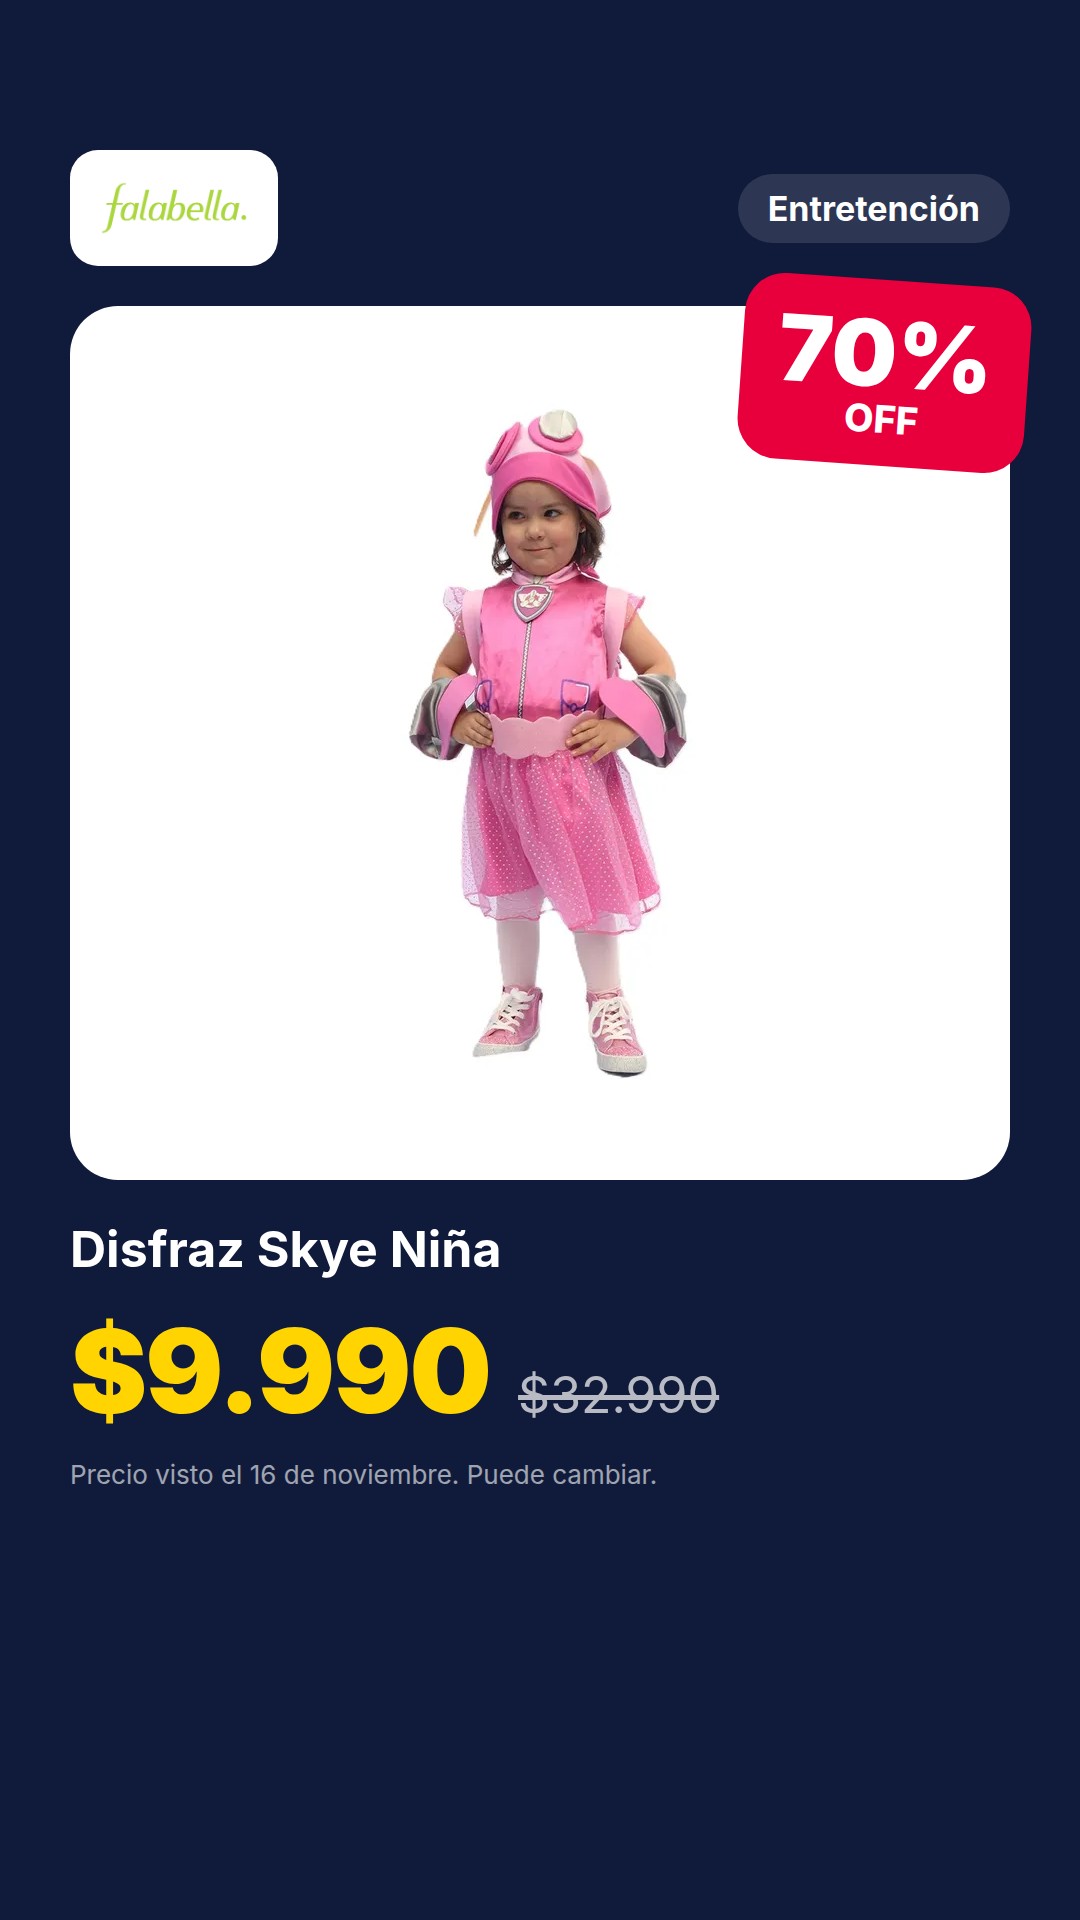 falabella.
Entretención
70%
OFF
Disfraz Skye Niña
$9.990 $32.990
Precio visto el 16 de noviembre. Puede cambiar.